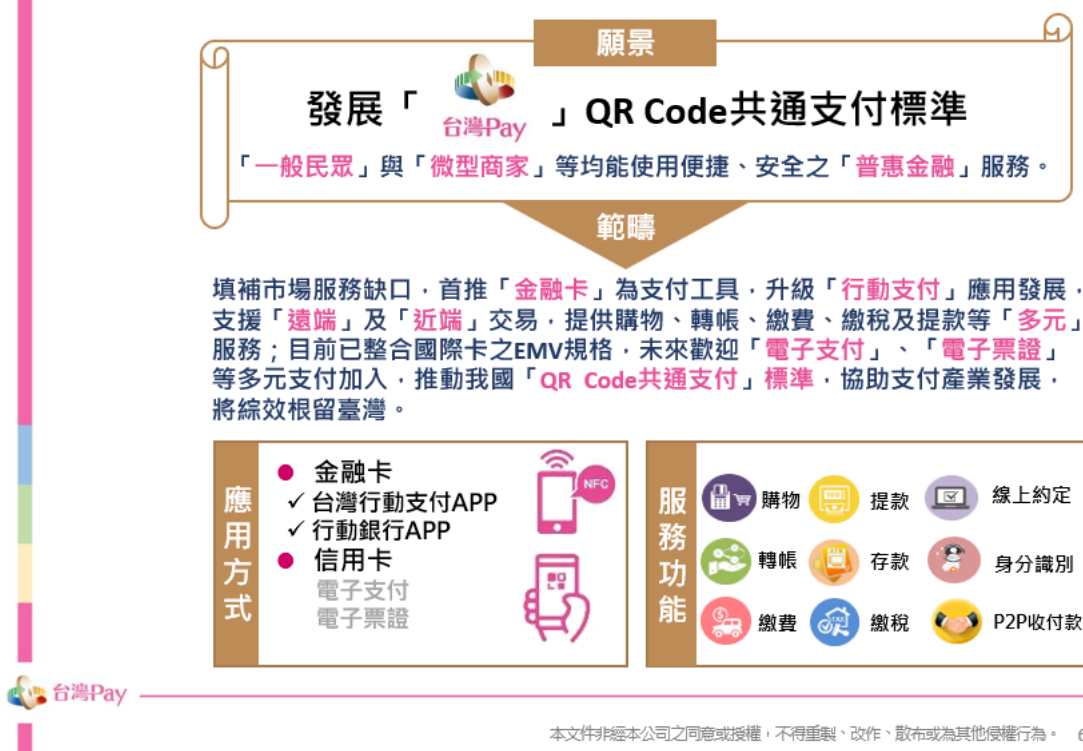 願景
發展「台灣Pay」QR Code共通支付標準
「一般民眾」與「微型商家」等均能使用便捷、安全之「普惠金融」服務。
範疇
填補市場服務缺口，首推「金融卡」為支付工具，升級「行動支付」應用發展，
支援「遠端」及「近端」交易，提供購物、轉帳、繳費、繳稅及提款等「多元」
服務；目前已整合國際卡之EMV規格，未來歡迎「電子支付」、「電子票證」
等多元支付加入，推動我國「QR Code共通支付」標準，協助支付產業發展，
將綜效根留臺灣。
應用方式
● 金融卡
✓ 台灣行動支付APP
✓ 行動銀行APP
● 信用卡
電子支付
電子票證
NFC
服務功能
購物 提款 線上約定
轉帳 存款 身分識別
繳費 繳稅 P2P收付款
TAX
台灣Pay
本文件非經本公司之同意或授權，不得重製、改作、散布或為其他侵權行為。 6